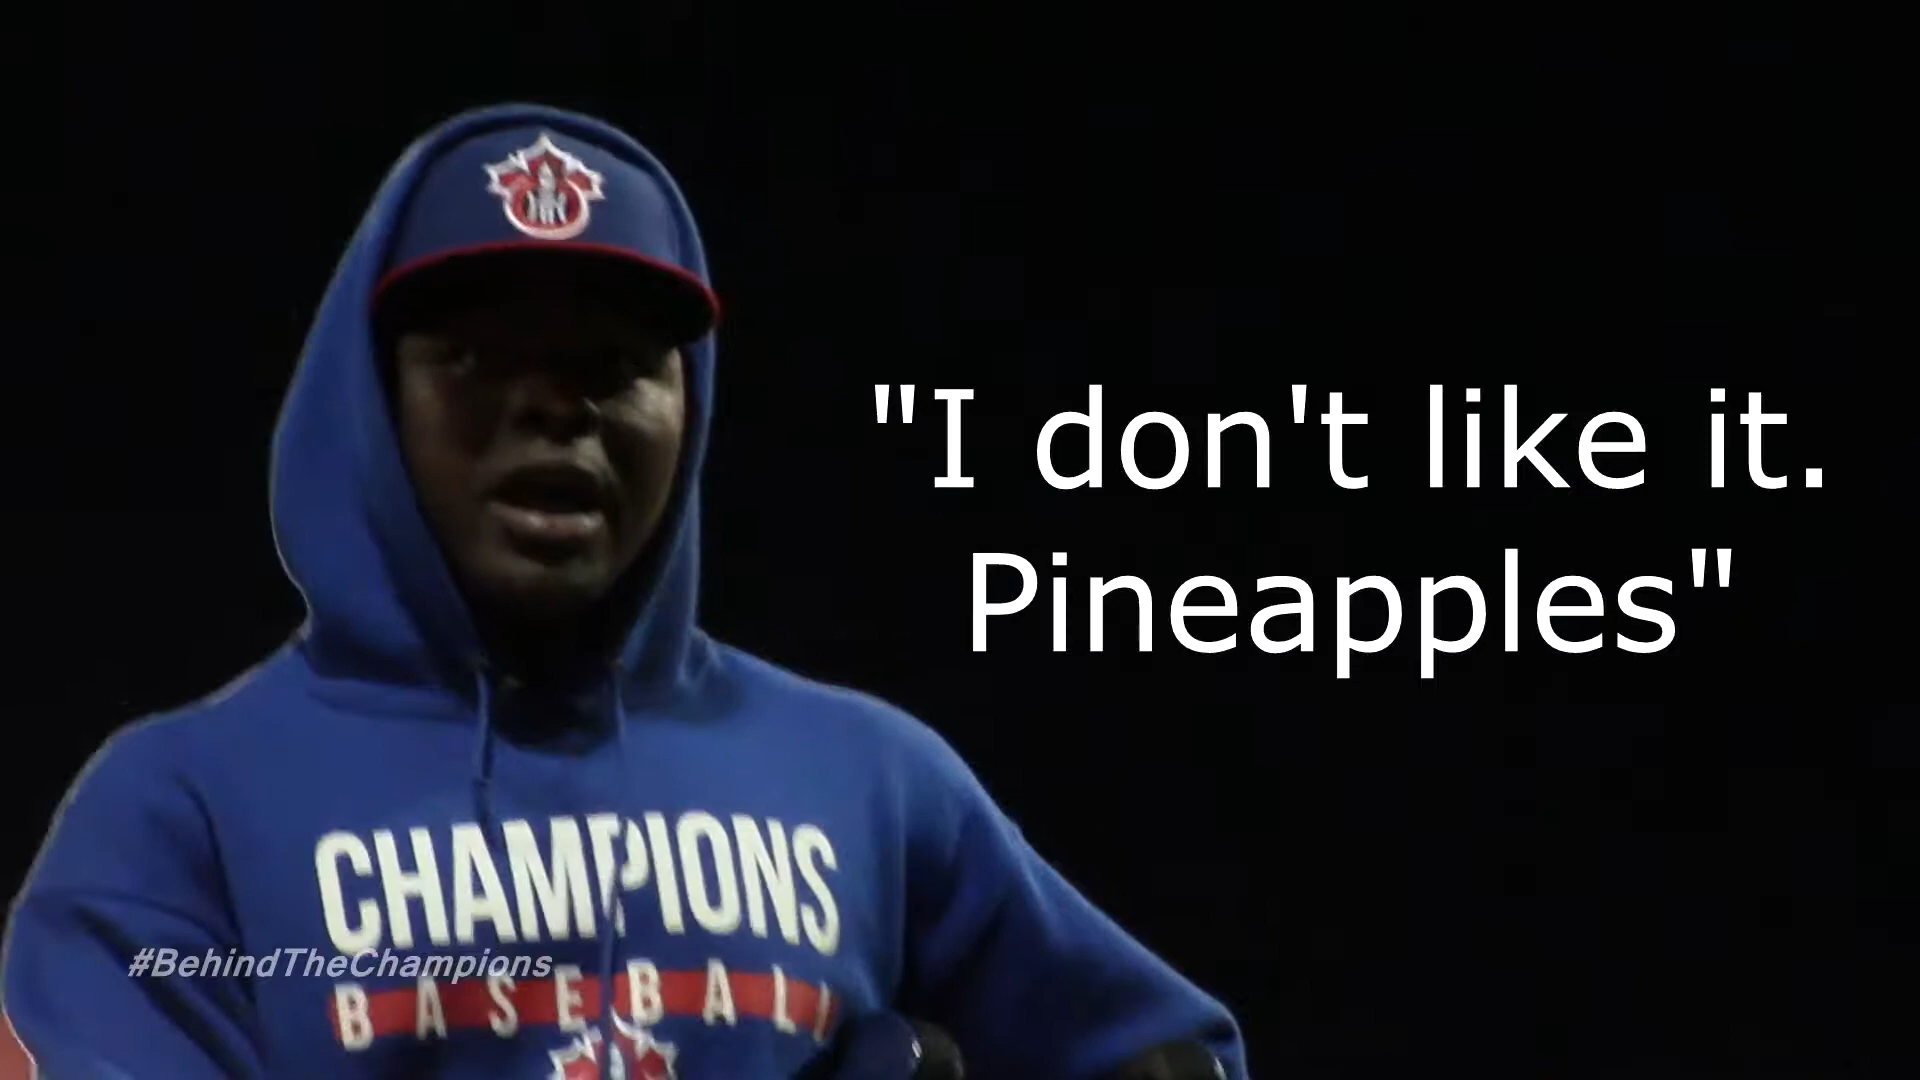 "I don't like it.
Pineapples"
CHAMPIONS
#BehindTheChampions
BASEBALL